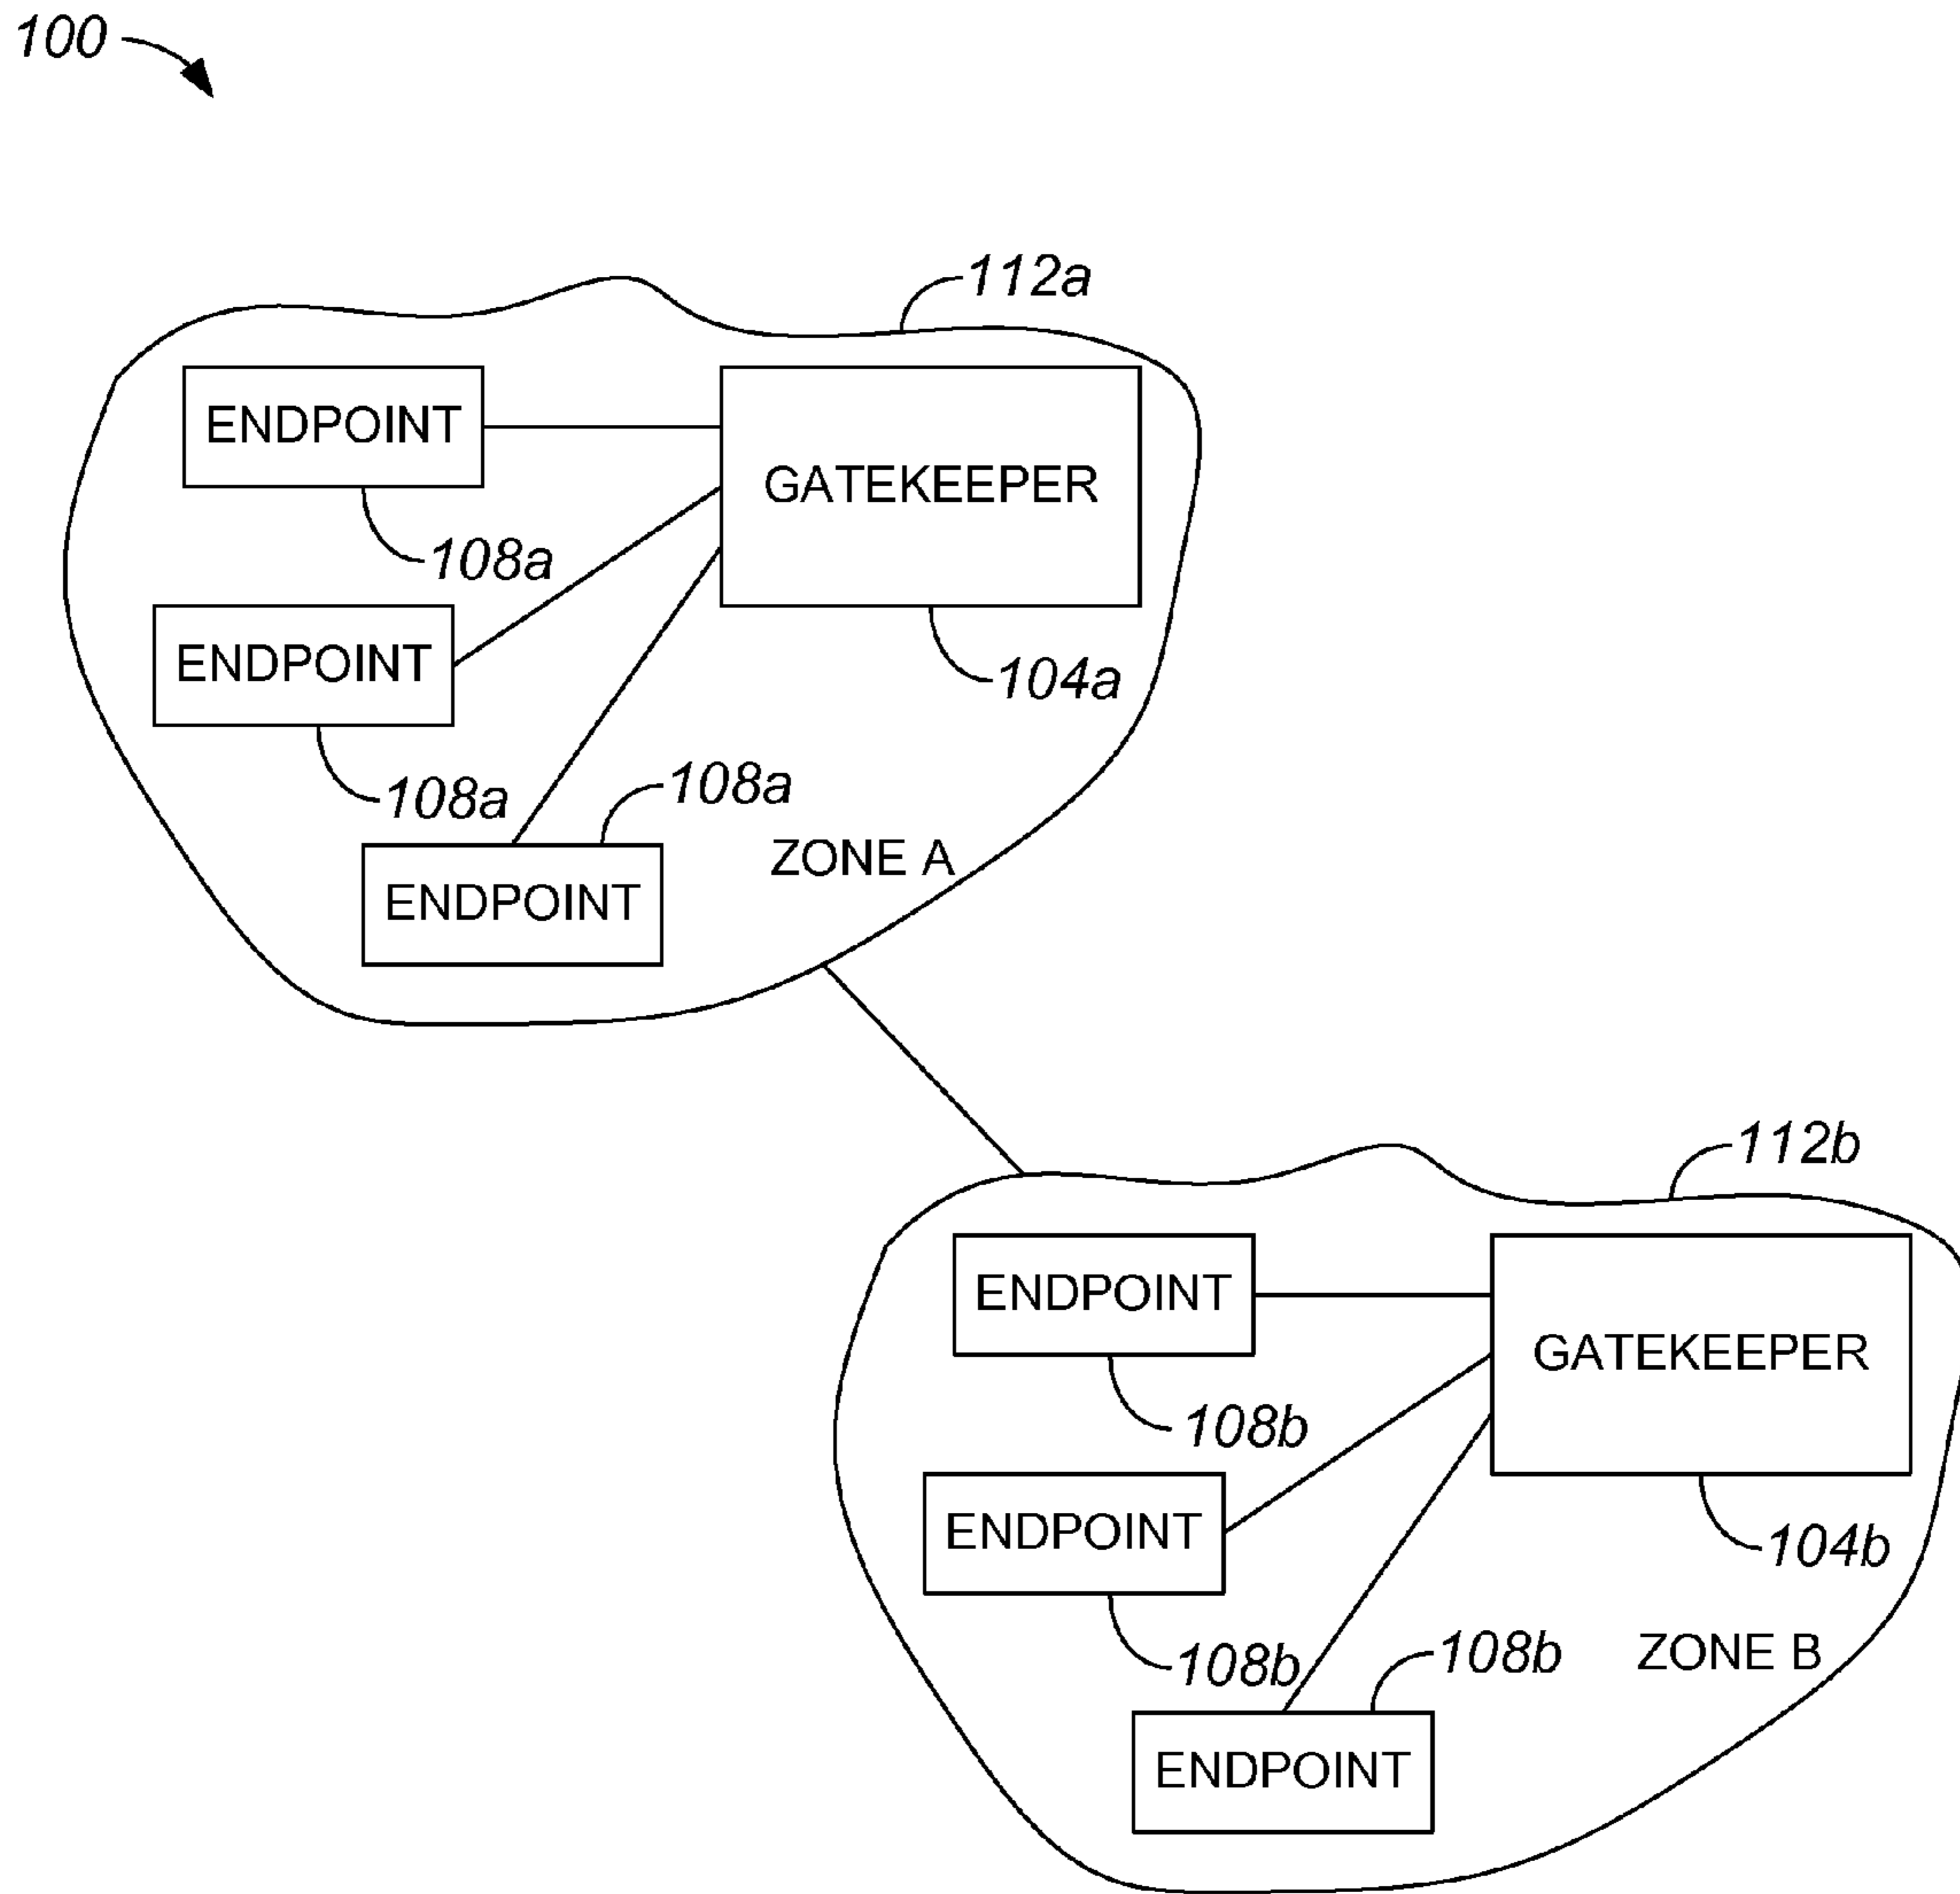 100
112a
ENDPOINT
GATEKEEPER
108a
ENDPOINT
104a
108a
108a
ZONE A
ENDPOINT
112b
ENDPOINT
GATEKEEPER
108b
ENDPOINT
104b
108b
108b
ZONE B
ENDPOINT